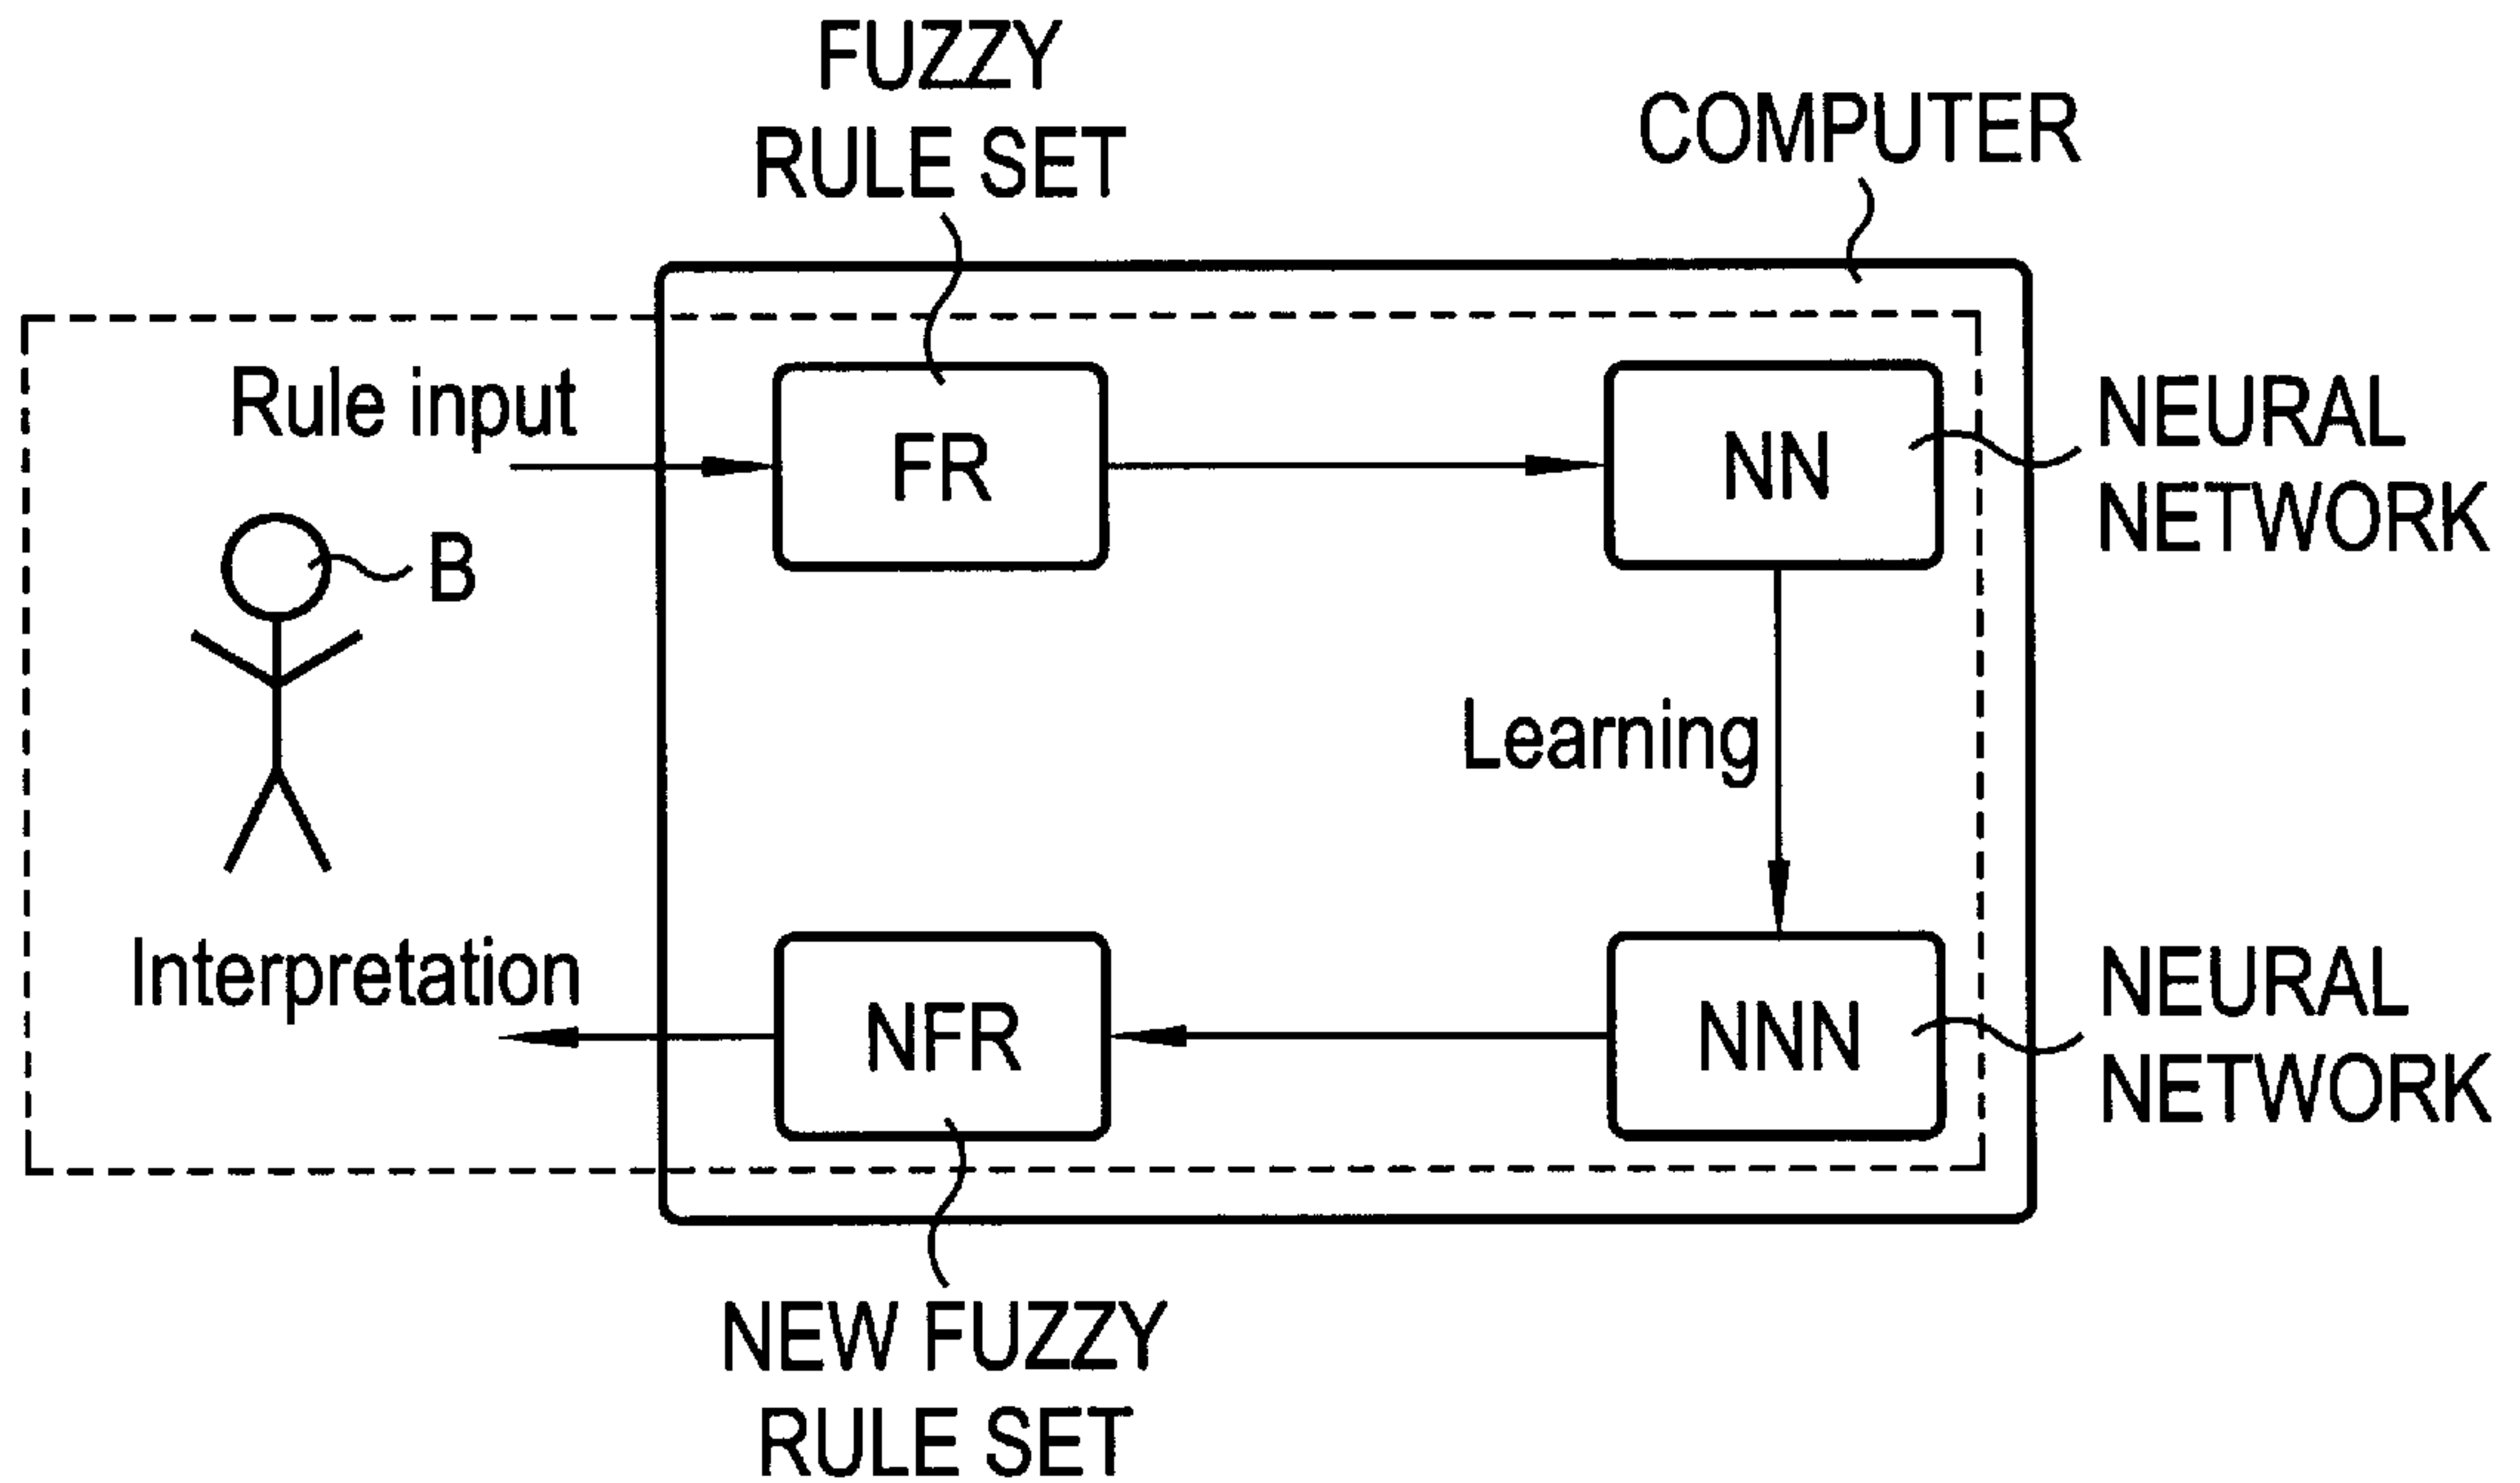 FUZZY
RULE SET
COMPUTER
Rule input
FR
NN
NEURAL
NETWORK
B
Learning
Interpretation
NFR
NNN
NEURAL
NETWORK
NEW FUZZY
RULE SET